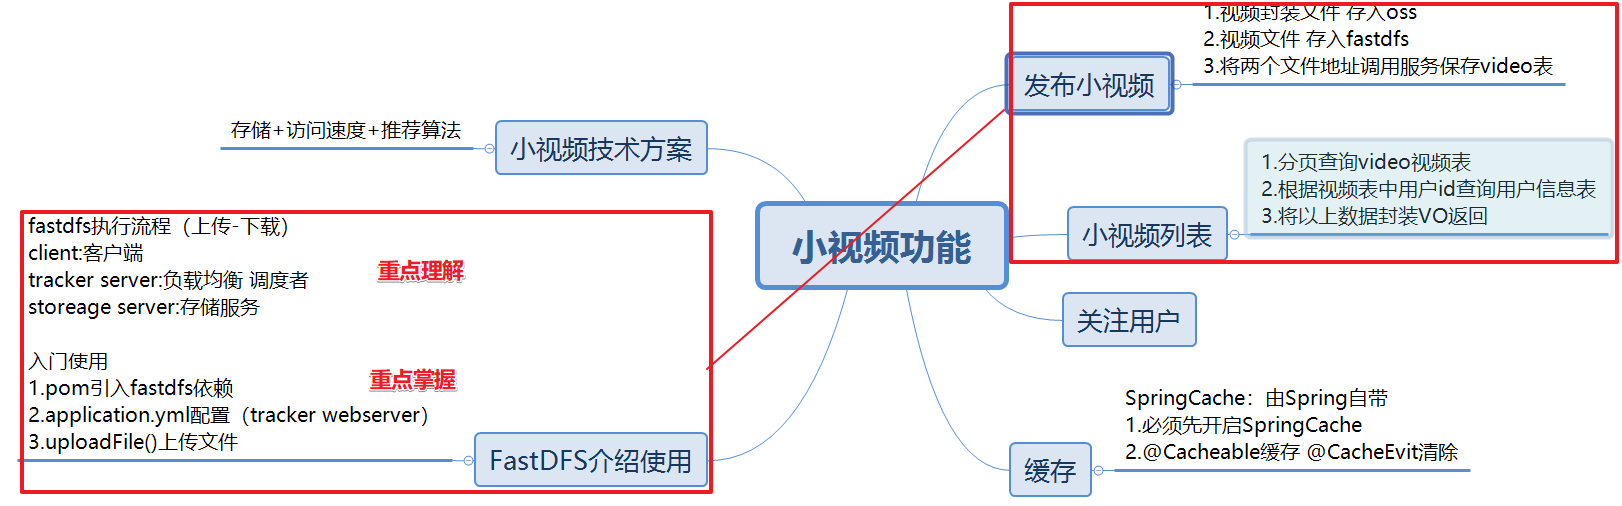 小视频功能
小视频技术方案
存储+访问速度+推荐算法
fastdfs执行流程（上传-下载）
client:客户端
tracker server:负载均衡 调度者
storeage server:存储服务
重点理解
入门使用
1.pom引入fastdfs依赖
2.application.yml配置（tracker webserver）
3.uploadFile()上传文件
重点掌握
FastDFS介绍使用
发布小视频
1.视频封装文件 存入oss
2.视频文件 存入fastdfs
3.将两个文件地址调用服务保存video表
小视频列表
1.分页查询video视频表
2.根据视频表中用户id查询用户信息表
3.将以上数据封装VO返回
关注用户
缓存
SpringCache：由Spring自带
1.必须先开启SpringCache
2.@Cacheable缓存 @CacheEvit清除